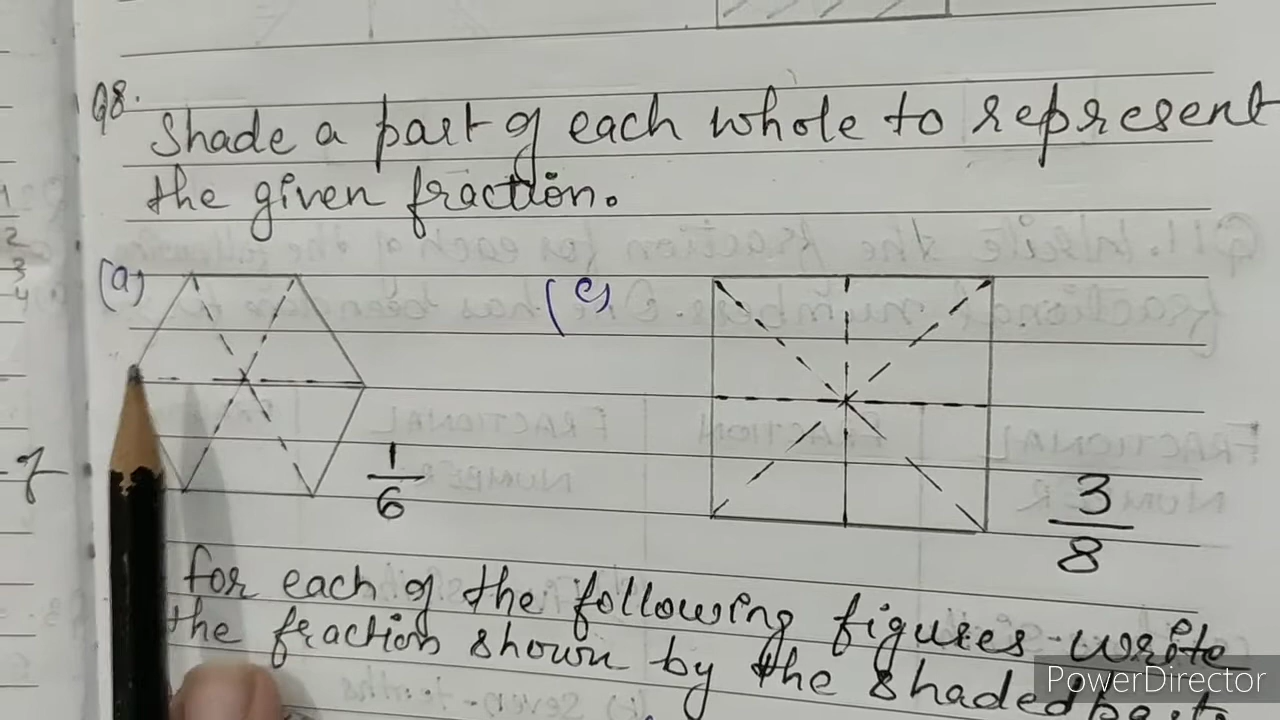 Q8.
Shade a part of each whole to represent
the given fraction.
(a)
(c)
1
6
3
8
for each of the following figures write
the fraction shown by the shaded part
PowerDirector